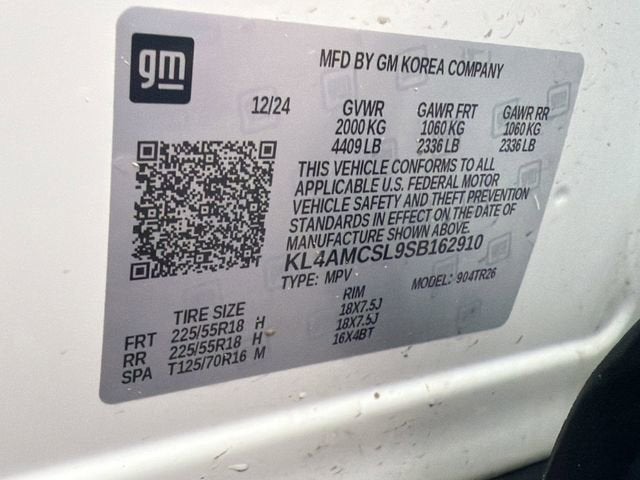 gm
MFD BY GM KOREA COMPANY
12/24 GVWR GAWR FRT GAWR RR
2000 KG 1060 KG 1060 KG
4409 LB 2336 LB 2336 LB
THIS VEHICLE CONFORMS TO ALL
APPLICABLE U.S. FEDERAL MOTOR
VEHICLE SAFETY AND THEFT PREVENTION
STANDARDS IN EFFECT ON THE DATE OF
MANUFACTURE SHOWN ABOVE.
KL4AMCSL9SB162910
TYPE: MPV MODEL: 904TR26
TIRE SIZE RIM
FRT 225/55R18 H 18X7.5J
RR 225/55R18 H 18X7.5J
SPA T125/70R16 M 16X4BT